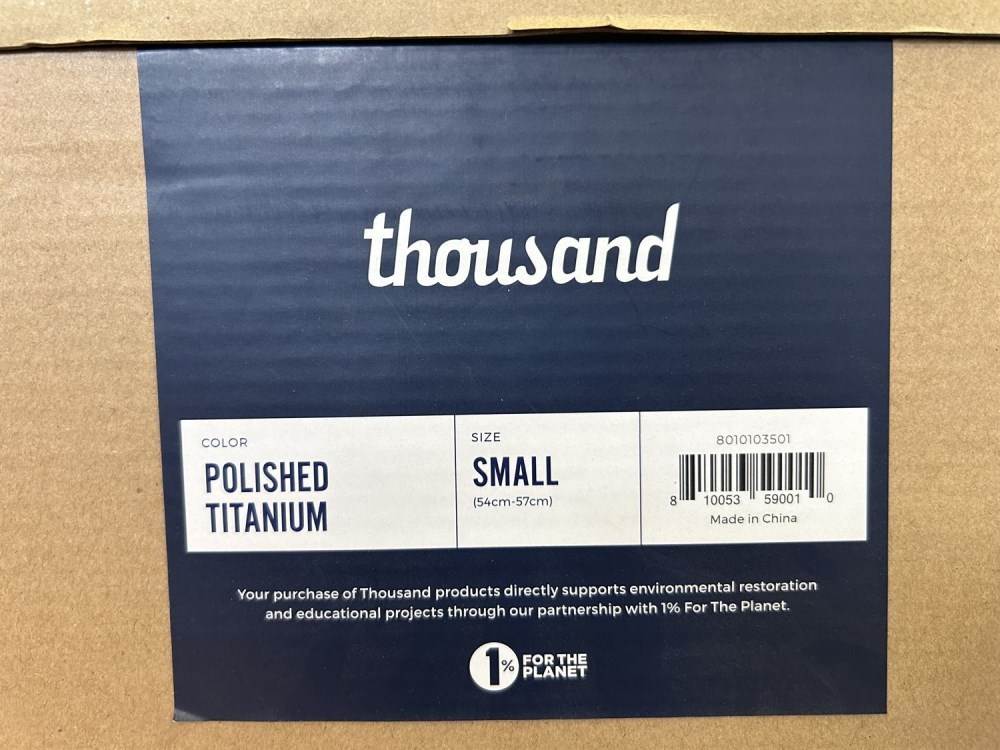 thousand
COLOR
POLISHED
TITANIUM
SIZE
SMALL
(54cm-57cm)
8010103501
8 10053 59001 0
Made in China
Your purchase of Thousand products directly supports environmental restoration
and educational projects through our partnership with 1% For The Planet.
1% FOR THE
PLANET